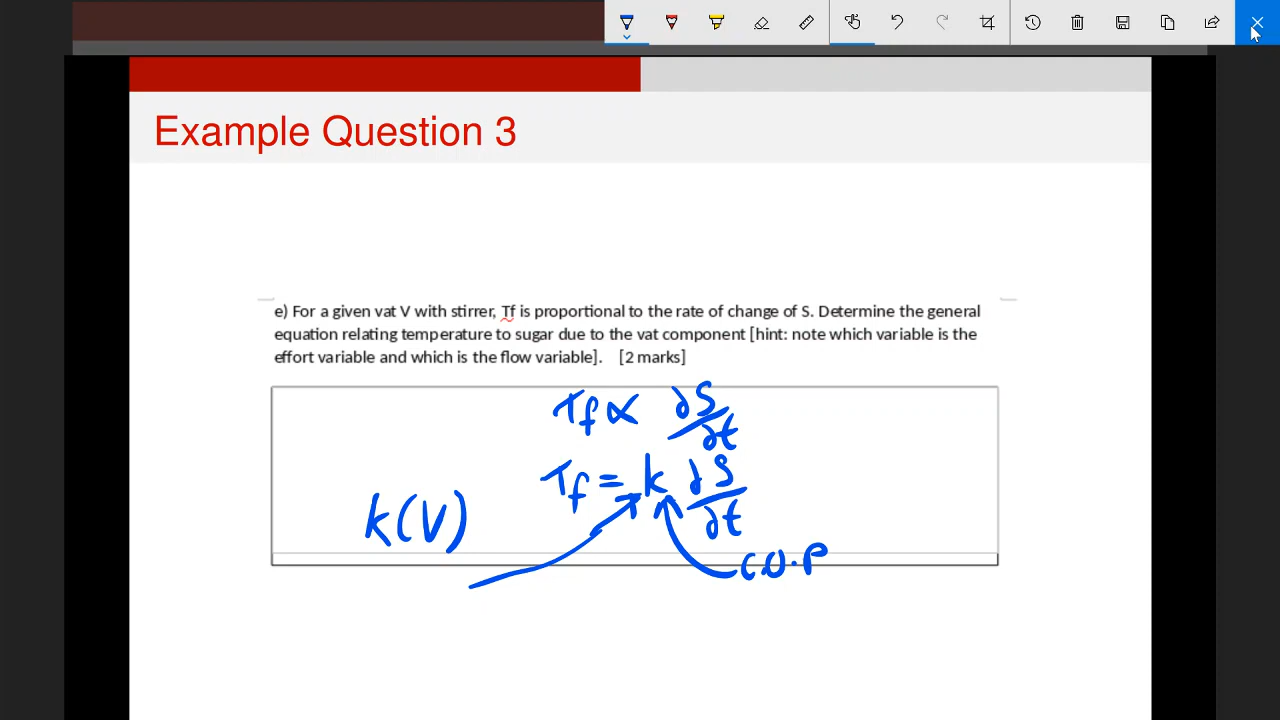 Example Question 3
e) For a given vat V with stirrer, Tf is proportional to the rate of change of S. Determine the general
equation relating temperature to sugar due to the vat component [hint: note which variable is the
effort variable and which is the flow variable]. [2 marks]
Tf ∝ ∂S/∂t
Tf = k ∂S/∂t
k(V)
C.O.P